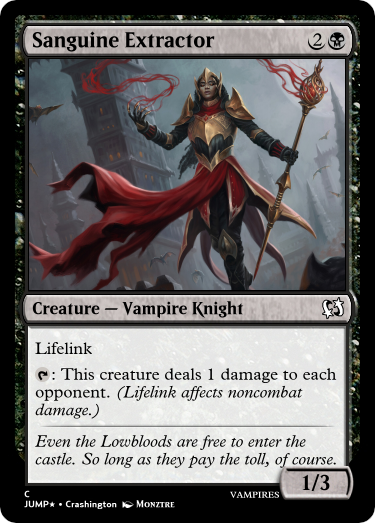 Sanguine Extractor 2
Creature — Vampire Knight
Lifelink
: This creature deals 1 damage to each
opponent. (Lifelink affects noncombat
damage.)
Even the Lowbloods are free to enter the
castle. So long as they pay the toll, of course.
1/3
C
JUMP★ • Crashington Monztre
VAMPIRES